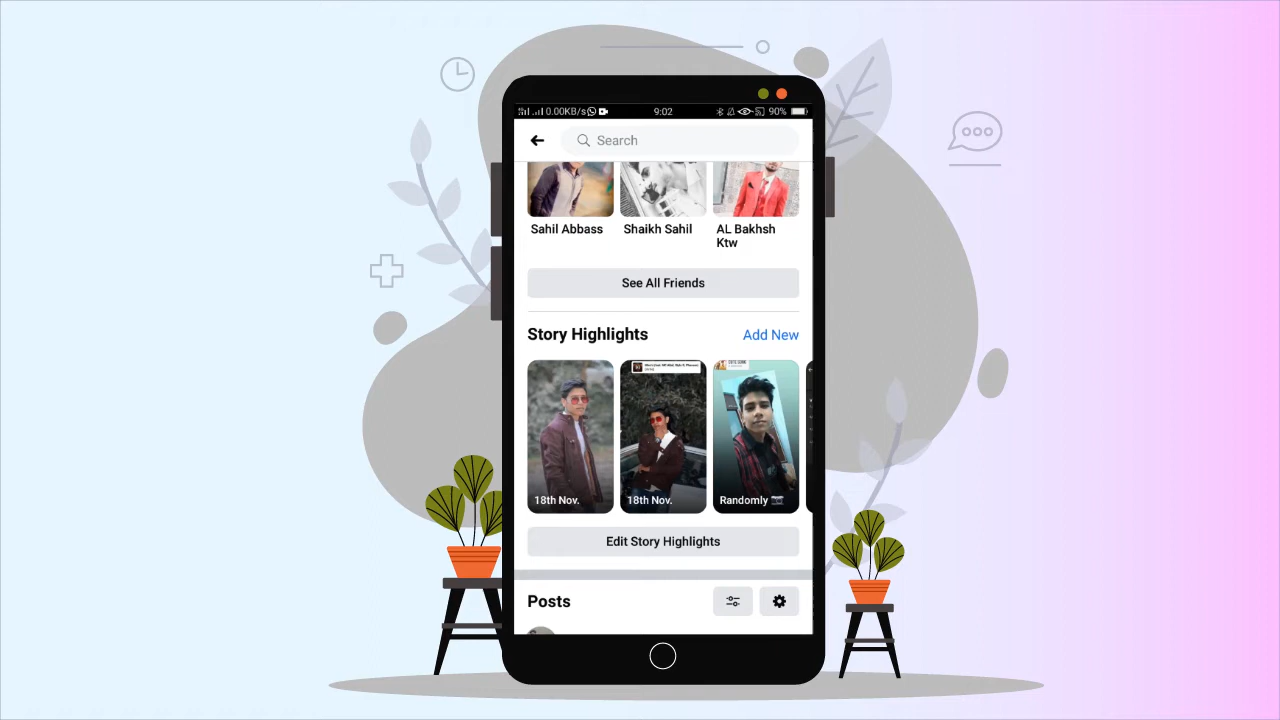 0.00KB/s 9:02 90%
Search
Sahil Abbass Shaikh Sahil AL Bakhsh
Ktw
See All Friends
Story Highlights Add New
18th Nov. 18th Nov. Randomly
Edit Story Highlights
Posts